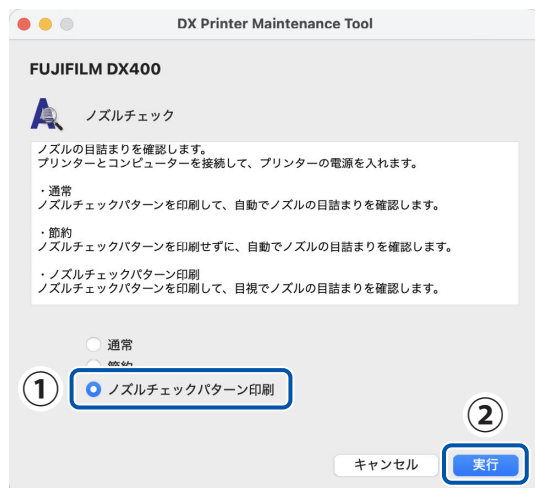 DX Printer Maintenance Tool
FUJIFILM DX400
ノズルチェック
ノズルの目詰まりを確認します。
プリンターとコンピューターを接続して、プリンターの電源を入れます。
・通常
ノズルチェックパターンを印刷して、自動でノズルの目詰まりを確認します。
・節約
ノズルチェックパターンを印刷せずに、自動でノズルの目詰まりを確認します。
・ノズルチェックパターン印刷
ノズルチェックパターンを印刷して、目視でノズルの目詰まりを確認します。
通常
節約
① ノズルチェックパターン印刷
②
キャンセル 実行